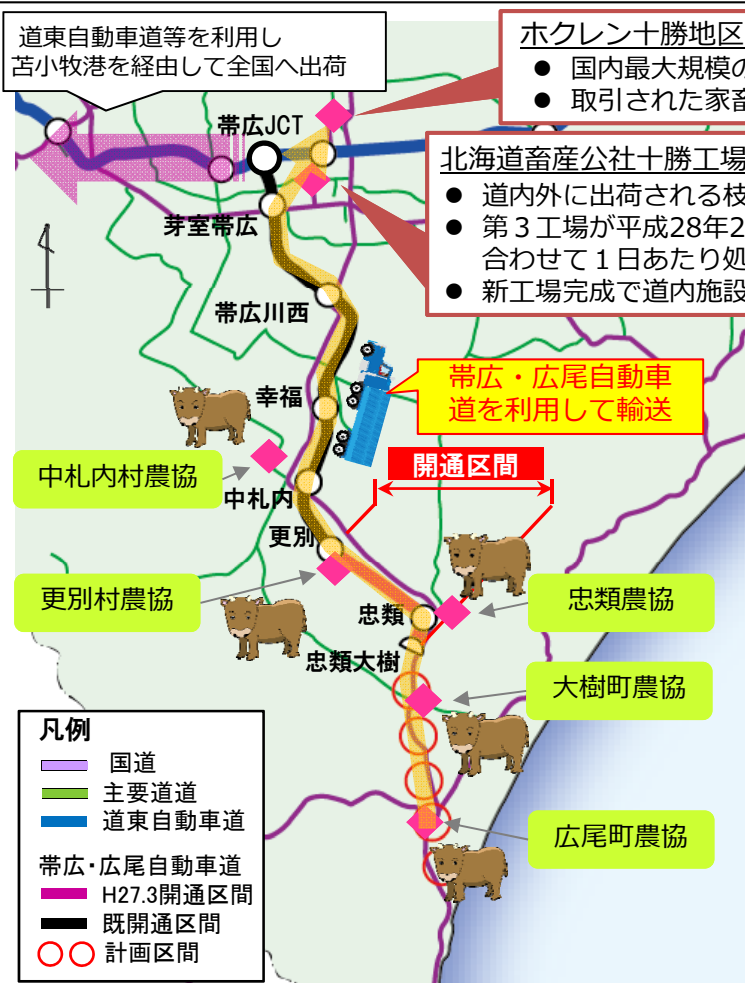 道東自動車道等を利用し
苫小牧港を経由して全国へ出荷
ホクレン十勝地区
● 国内最大規模の
● 取引された家畜
帯広JCT
北海道畜産公社十勝工場
● 道内外に出荷される枝
● 第３工場が平成28年2
合わせて１日あたり処
● 新工場完成で道内施設
芽室帯広
帯広川西
帯広・広尾自動車
道を利用して輸送
幸福
開通区間
中札内村農協
中札内
更別
更別村農協
忠類
忠類農協
忠類大樹
大樹町農協
広尾町農協
凡例
国道
主要道道
道東自動車道
帯広・広尾自動車道
H27.3開通区間
既開通区間
計画区間